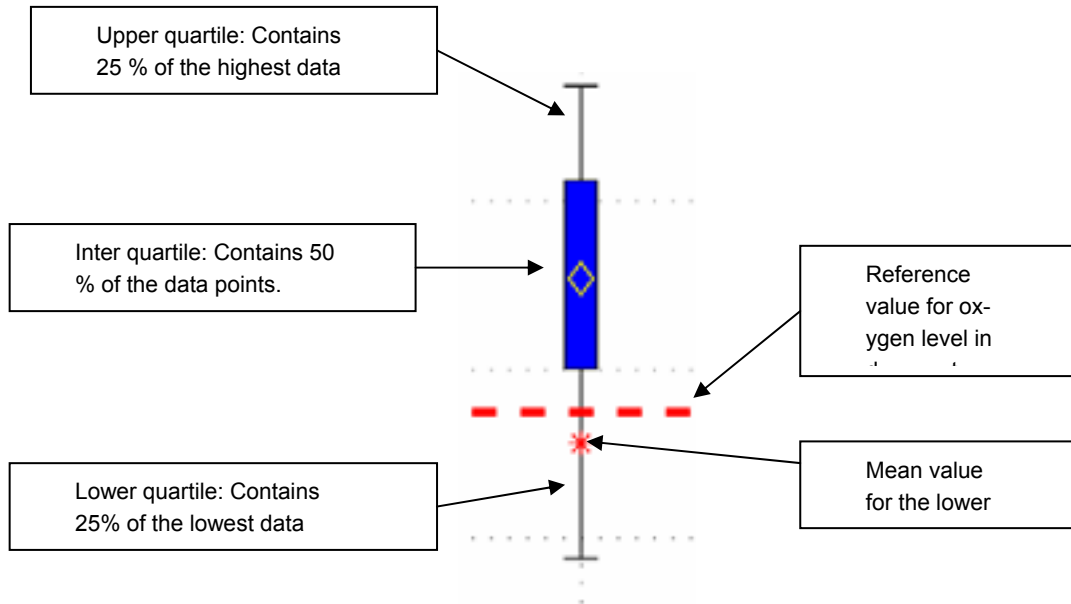 Upper quartile: Contains
25 % of the highest data
Inter quartile: Contains 50
% of the data points.
Reference
value for ox-
ygen level in
Lower quartile: Contains
25% of the lowest data
Mean value
for the lower